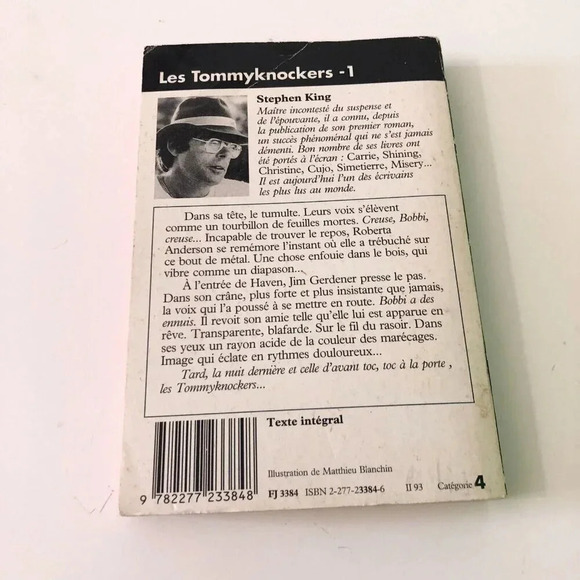 Les Tommyknockers -1
Stephen King
Maître incontesté du suspense et
de l'épouvante, il a connu, depuis
la publication de son premier roman,
un succès phénoménal qui ne s'est jamais
démenti. Bon nombre de ses livres ont
été portés à l'écran : Carrie, Shining,
Christine, Cujo, Simetierre, Misery...
Il est aujourd'hui l'un des écrivains
les plus lus au monde.
Dans sa tête, le tumulte. Leurs voix s'élèvent
comme un tourbillon de feuilles mortes. Creuse, Bobbi,
creuse... Incapable de trouver le repos, Roberta
Anderson se remémore l'instant où elle a trébuché sur
ce bout de métal. Une chose enfouie dans le bois, qui
vibre comme un diapason...
À l'entrée de Haven, Jim Gerdener presse le pas.
Dans son crâne, plus forte et plus insistante que jamais,
la voix qui l'a poussé à se mettre en route. Bobbi a des
ennuis. Il revoit son amie telle qu'elle lui est apparue en
rêve. Transparente, blafarde. Sur le fil du rasoir. Dans
ses yeux un rayon acide de la couleur des marécages.
Image qui éclate en rythmes douloureux...
Tard, la nuit dernière et celle d'avant toc, toc à la porte ,
les Tommyknockers...
Texte intégral
Illustration de Matthieu Blanchin
9 782277 233848
FJ 3384 ISBN 2-277-23384-6 II 93 Catégorie 4